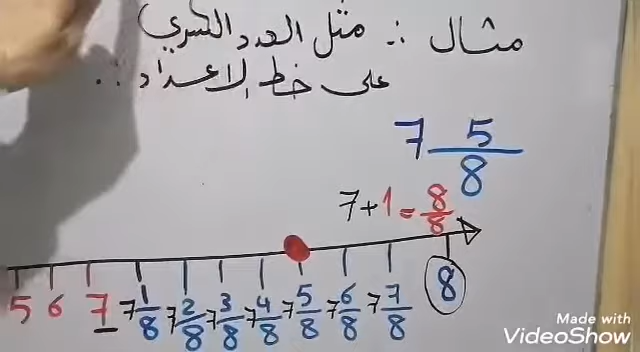 مثال :. مثل العدد الكسري
على خط الاعداد :.
7 5/8
7+1=8/8
5 6 7 7 1/8 7 2/8 7 3/8 7 4/8 7 5/8 7 6/8 7 7/8 8
Made with
VideoShow